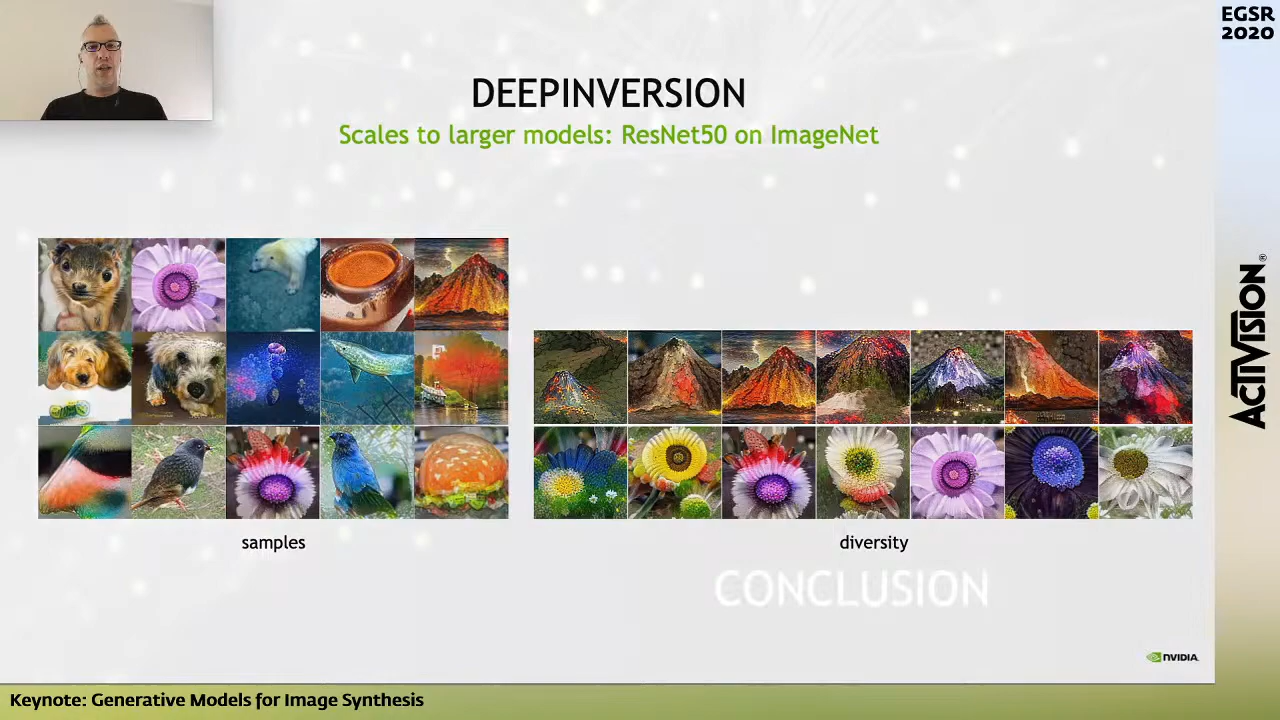 EGSR
2020
DEEPINVERSION
Scales to larger models: ResNet50 on ImageNet
samples
diversity
CONCLUSION
NVIDIA.
ACTIVISION®
Keynote: Generative Models for Image Synthesis